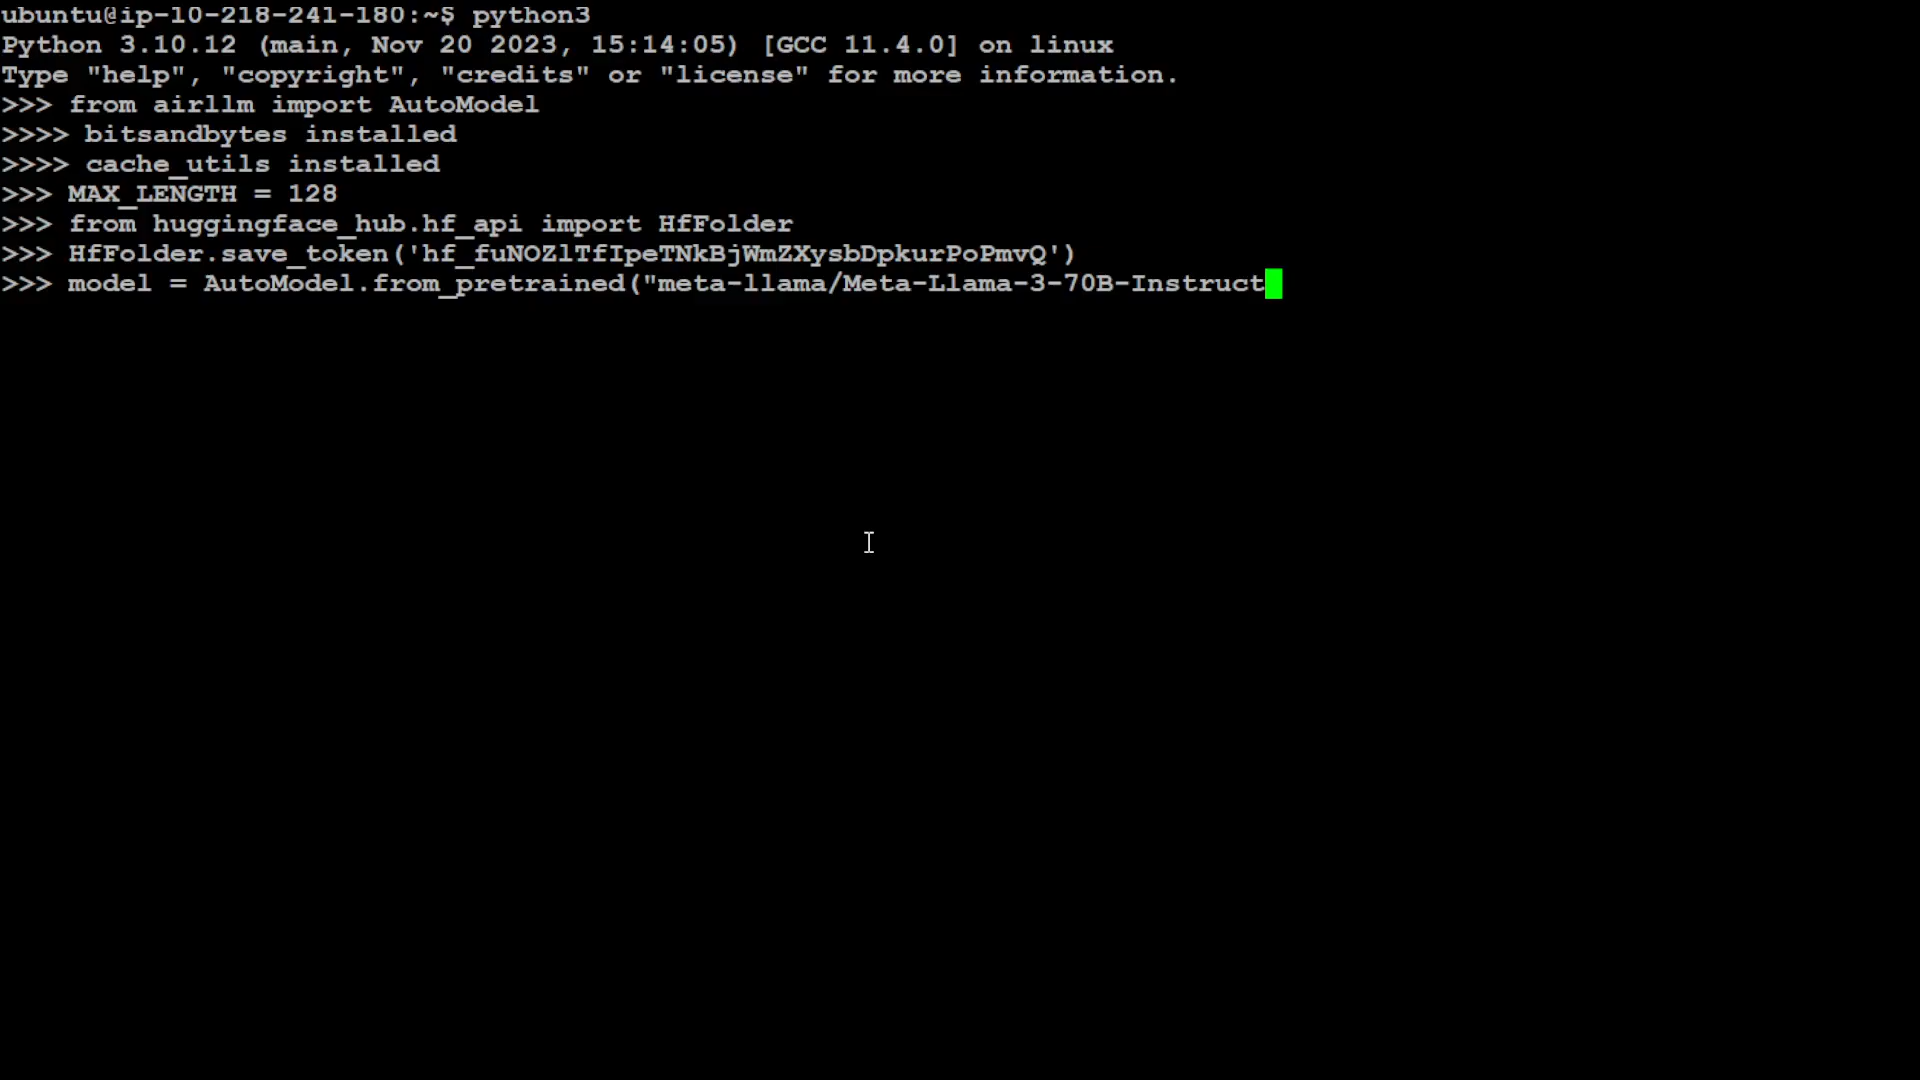 ubuntu@ip-10-218-241-180:~$ python3
Python 3.10.12 (main, Nov 20 2023, 15:14:05) [GCC 11.4.0] on linux
Type "help", "copyright", "credits" or "license" for more information.
>>> from airllm import AutoModel
>>>> bitsandbytes installed
>>>> cache_utils installed
>>> MAX_LENGTH = 128
>>> from huggingface_hub.hf_api import HfFolder
>>> HfFolder.save_token('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')
>>> model = AutoModel.from_pretrained("meta-llama/Meta-Llama-3-70B-Instruct